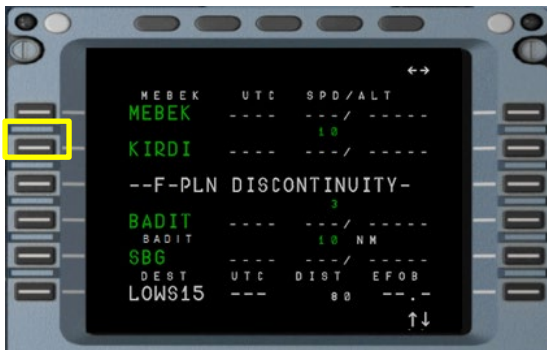 ←→
MEBEK UTC SPD/ALT
MEBEK ---- ---/ -----
10
KIRDI ---- ---/ -----
--F-PLN DISCONTINUITY-
3
BADIT ---- ---/ -----
BADIT 10 NM
SBG ---- ---/ -----
DEST UTC DIST EFOB
LOWS15 --- 80 --.-
↑↓